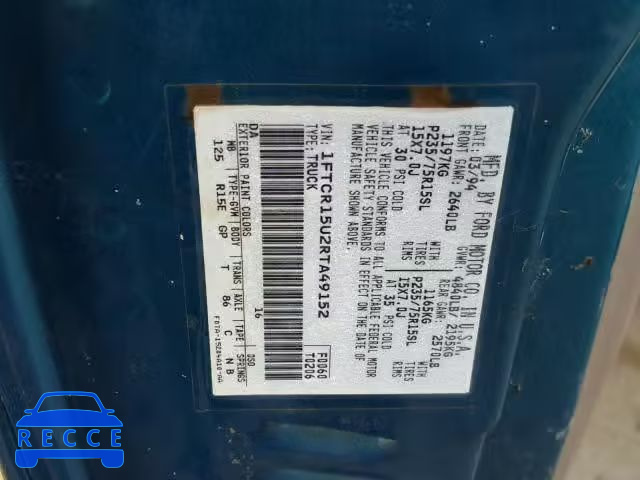 MFD. BY FORD MOTOR CO. IN U.S.A.
DATE: 03/94 GVWR: 4840LB/ 2195KG
FRONT GAWR: 2640LB REAR GAWR: 2570LB
1197KG WITH 1165KG WITH
P235/75R15SL TIRES P235/75R15SL TIRES
15X7.0J RIMS 15X7.0J RIMS
AT 30 PSI COLD AT 35 PSI COLD
THIS VEHICLE CONFORMS TO ALL APPLICABLE FEDERAL MOTOR
VEHICLE SAFETY STANDARDS IN EFFECT ON THE DATE OF
MANUFACTURE SHOWN ABOVE
VIN: 1FTCR15U2RTA49152
TYPE: TRUCK
F0060
T0206
DA 16
EXTERIOR PAINT COLORS DSO
WB TYPE-GVW BODY TRANS AXLE TAPE SPRINGS
125 R15E GP T 86 C N B
RECCE